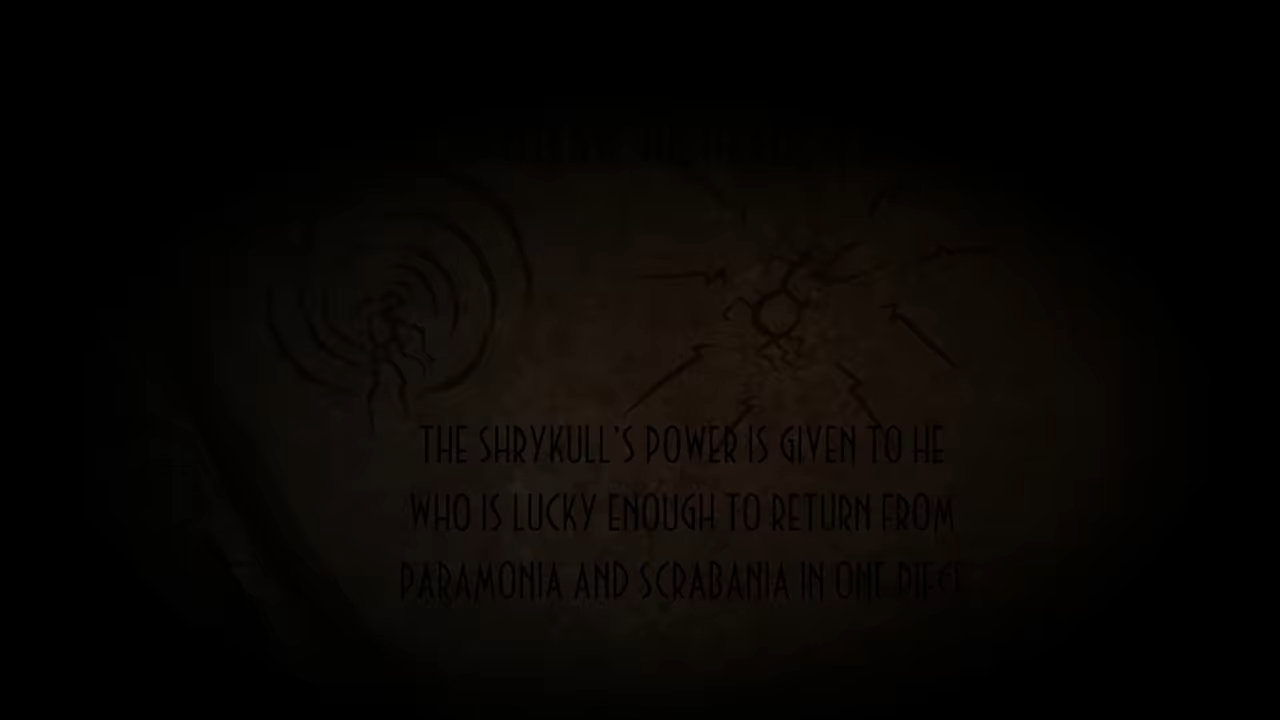 THE SHRYKULL'S POWER IS GIVEN TO HE
WHO IS LUCKY ENOUGH TO RETURN FROM
PARAMONIA AND SCRABANIA IN ONE PIECE